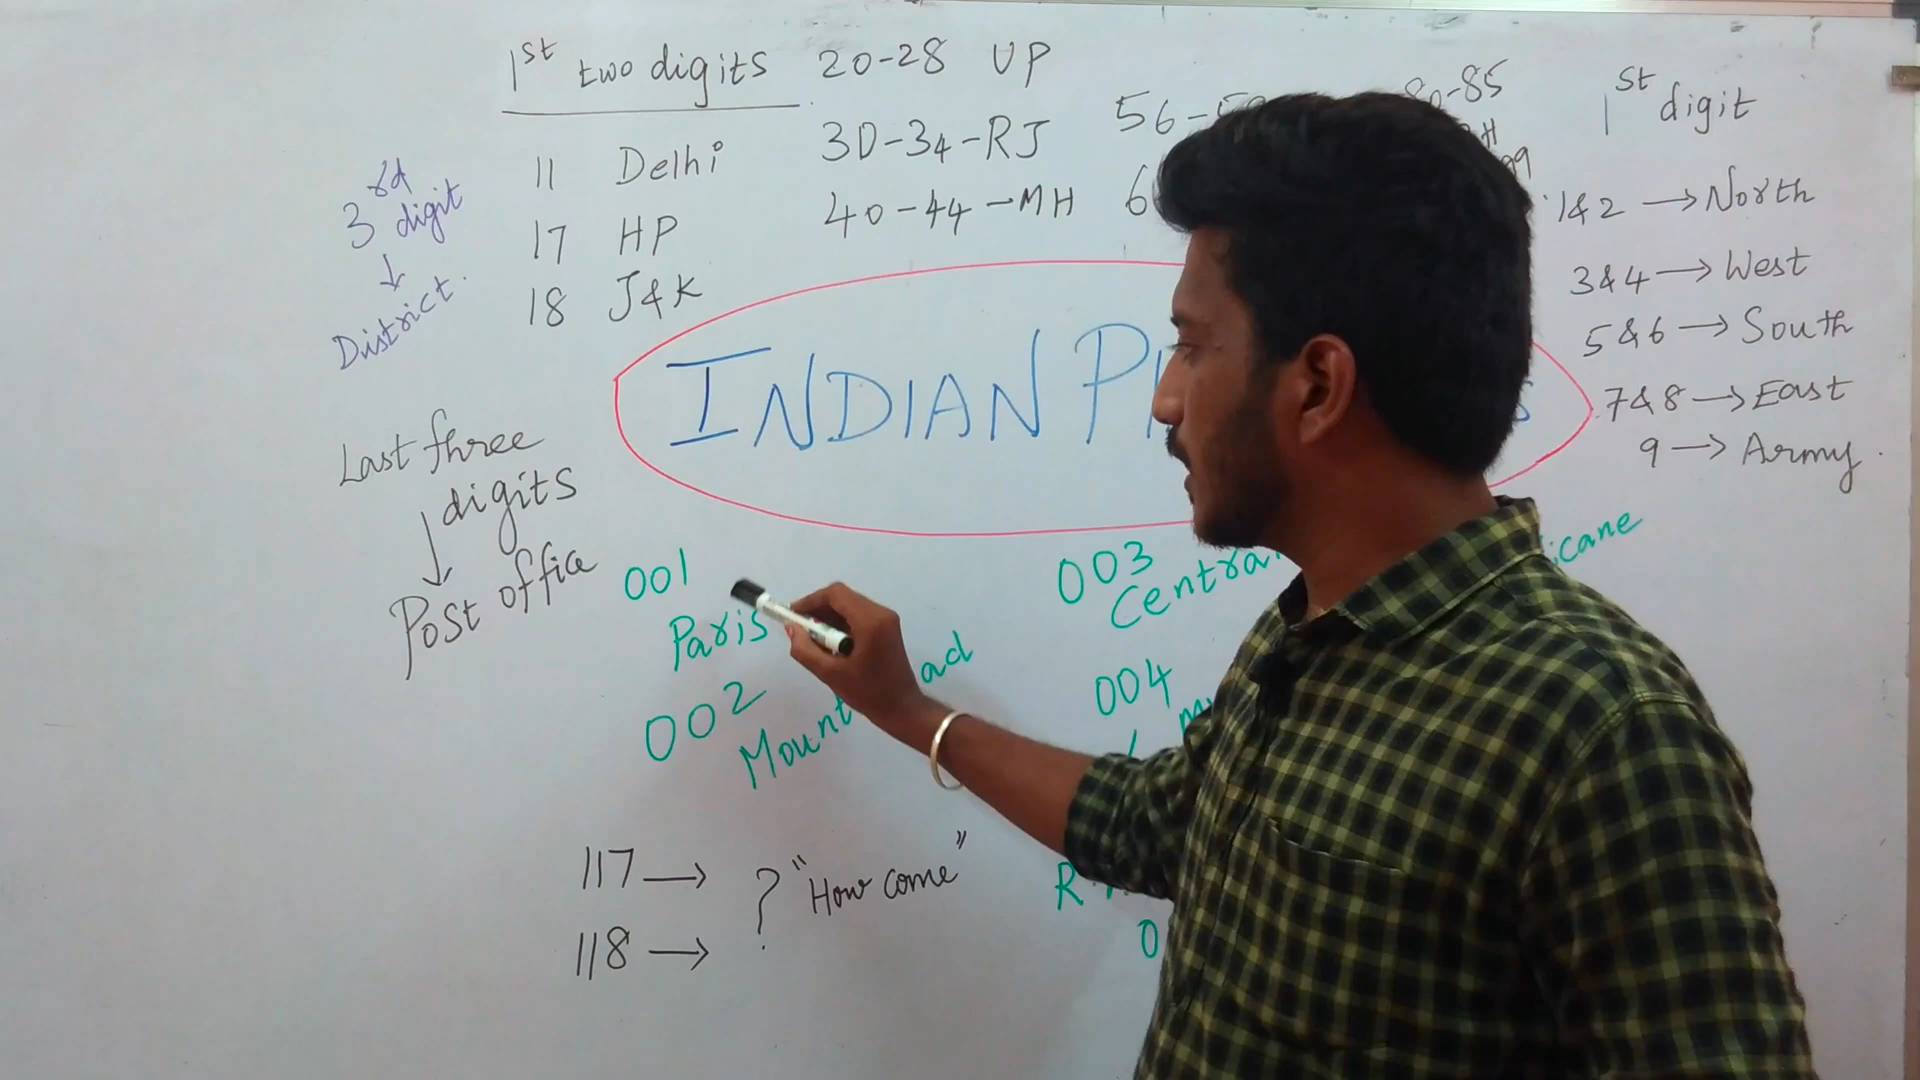 1st two digits
11 Delhi
17 HP
18 J&K
20-28 UP
30-34-RJ
40-44-MH
56-
80-85
1st digit
1&2 → North
3&4 → West
5&6 → South
7&8 → East
9 → Army.
3rd
digit
↓
District.
INDIAN
Last three
digits
↓
Post office
001
Paris
002
Mount
003
004
117 →
118 →
? "How come"